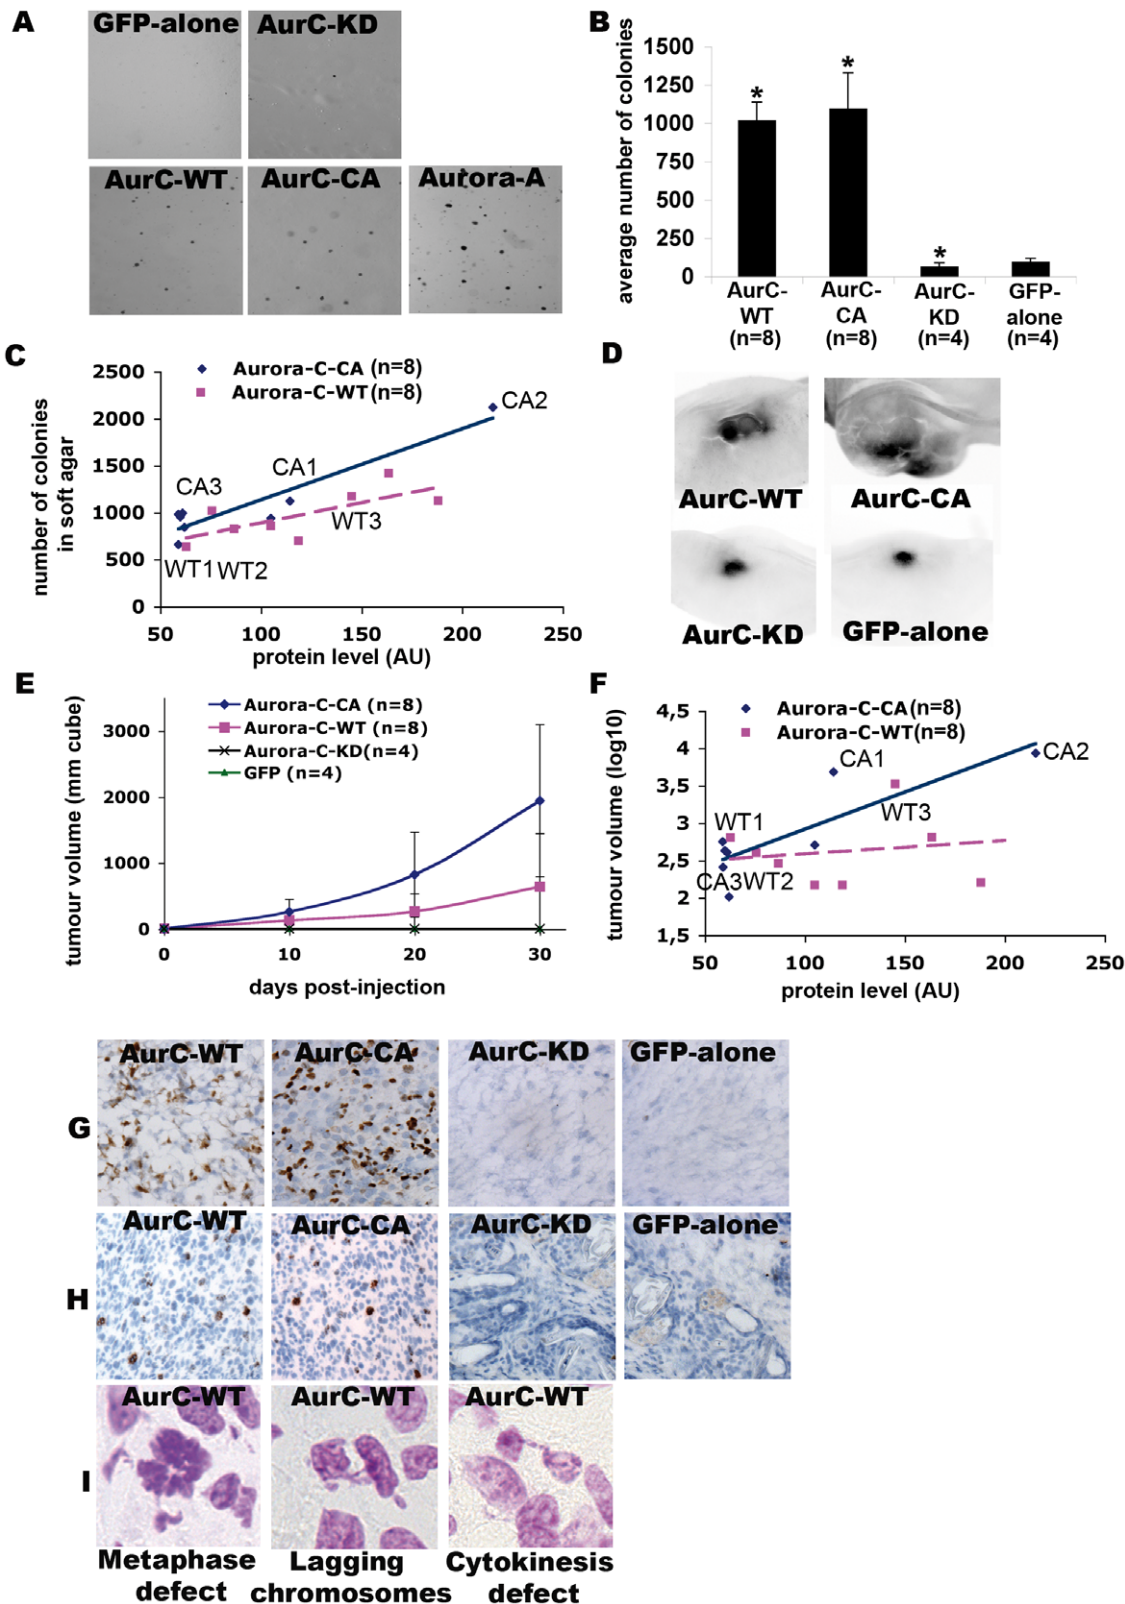 A
GFP-alone
AurC-KD
AurC-WT
AurC-CA
Aurora-A
B
average number of colonies
1500
1250
1000
750
500
250
0
*
*
*
AurC-
WT
(n=8)
AurC-
CA
(n=8)
AurC-
KD
(n=4)
GFP-
alone
(n=4)
C
number of colonies
in soft agar
2500
2000
1500
1000
500
0
Aurora-C-CA (n=8)
Aurora-C-WT (n=8)
CA2
CA1
CA3
WT3
WT1
WT2
50
100
150
200
250
protein level (AU)
D
AurC-WT
AurC-CA
AurC-KD
GFP-alone
E
tumour volume (mm cube)
3000
2000
1000
0
Aurora-C-CA (n=8)
Aurora-C-WT (n=8)
Aurora-C-KD(n=4)
GFP (n=4)
0
10
20
30
days post-injection
F
tumour volume (log10)
4,5
4
3,5
3
2,5
2
1,5
Aurora-C-CA(n=8)
Aurora-C-WT(n=8)
CA1
CA2
WT3
WT1
CA3
WT2
50
100
150
200
250
protein level (AU)
G
AurC-WT
AurC-CA
AurC-KD
GFP-alone
H
AurC-WT
AurC-CA
AurC-KD
GFP-alone
I
AurC-WT
AurC-WT
AurC-WT
Metaphase
defect
Lagging
chromosomes
Cytokinesis
defect